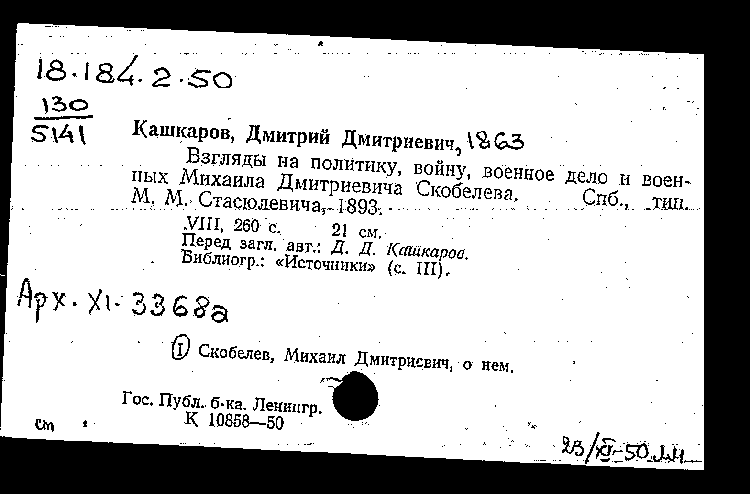 18.184.2.50
130
5141
Кашкаров, Дмитрий Дмитриевич, 1863
Взгляды на политику, войну, военное дело и воен-
ных Михаила Дмитриевича Скобелева. Спб., тип.
М. М. Стасюлевича, 1893.
VIII, 260 с. 21 см.
Перед загл. авт.: Д. Д. Кашкаров.
Библиогр.: «Источники» (с. III).
Арх. XI. 3368а
I Скобелев, Михаил Дмитриевич, о нем.
Гос. Публ. б-ка. Ленингр.
К 10858—50
ст
23/XI-50